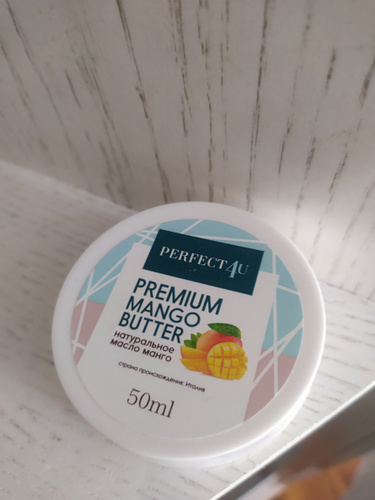 PERFECT4U
PREMIUM
MANGO
BUTTER
натуральное
масло манго
страна происхождения: Италия
50ml